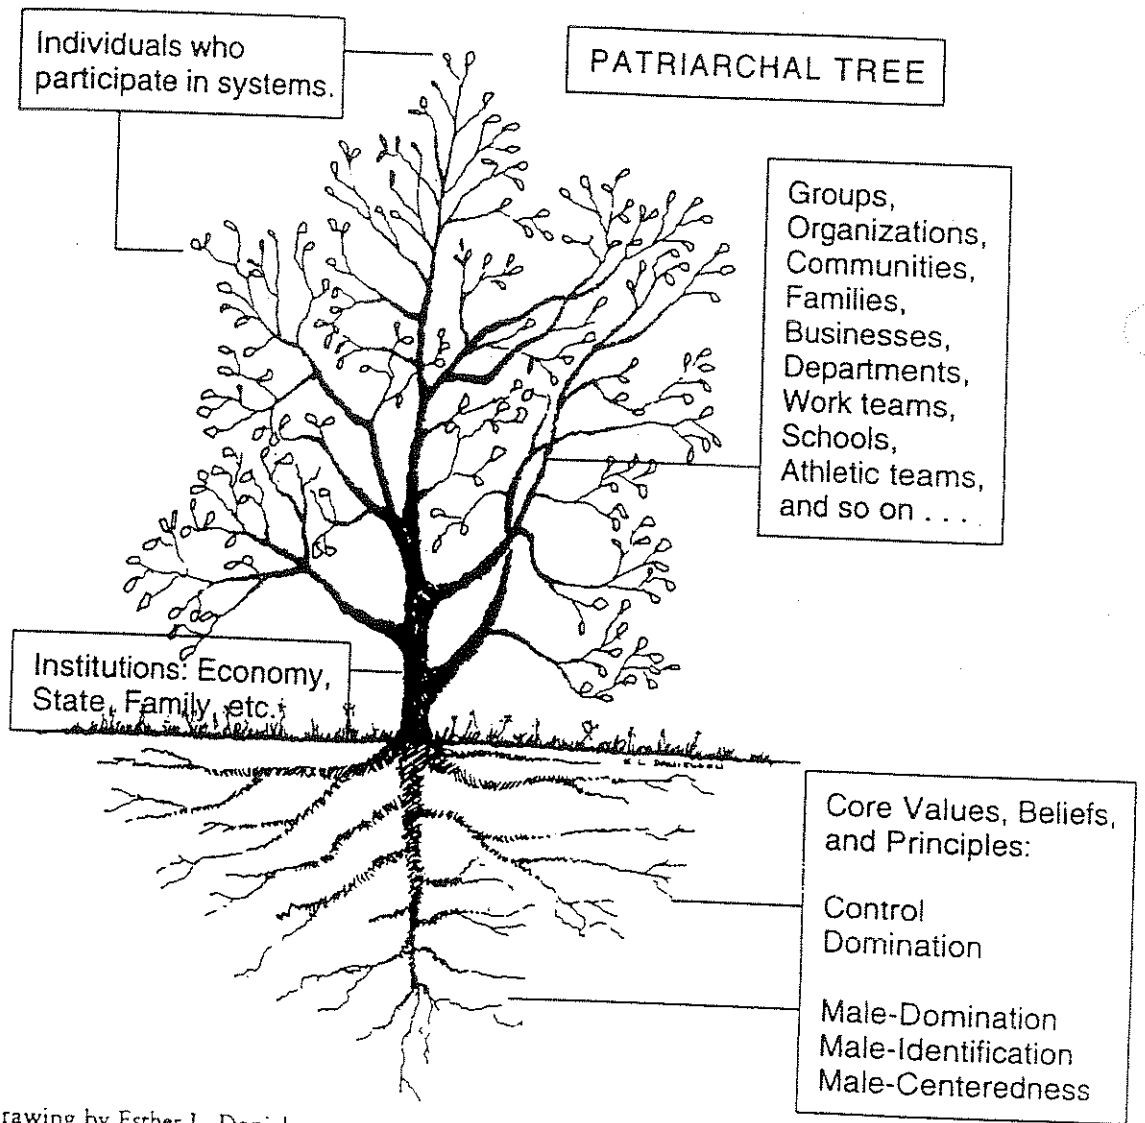 Individuals who
participate in systems.
PATRIARCHAL TREE
Groups,
Organizations,
Communities,
Families,
Businesses,
Departments,
Work teams,
Schools,
Athletic teams,
and so on . . . .
Institutions: Economy,
State, Family, etc.
Core Values, Beliefs,
and Principles:
Control
Domination
Male-Domination
Male-Identification
Male-Centeredness
rawing by Esther L.